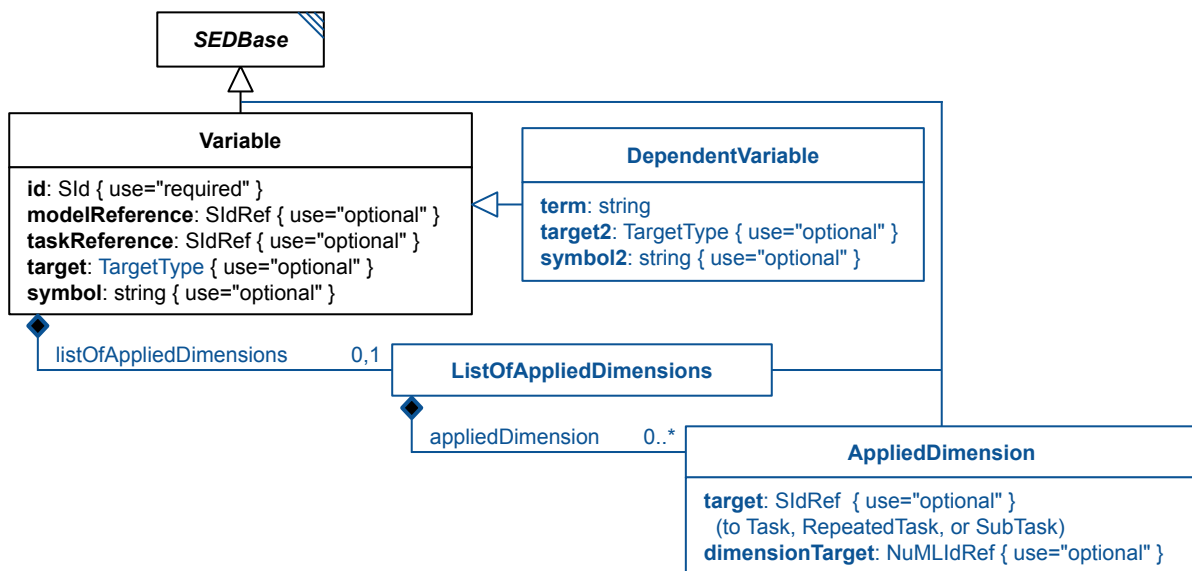 SEDBase
Variable
id: SId { use="required" }
modelReference: SIdRef { use="optional" }
taskReference: SIdRef { use="optional" }
target: TargetType { use="optional" }
symbol: string { use="optional" }
DependentVariable
term: string
target2: TargetType { use="optional" }
symbol2: string { use="optional" }
listOfAppliedDimensions 0,1
ListOfAppliedDimensions
appliedDimension 0..*
AppliedDimension
target: SIdRef { use="optional" }
(to Task, RepeatedTask, or SubTask)
dimensionTarget: NuMLIdRef { use="optional" }